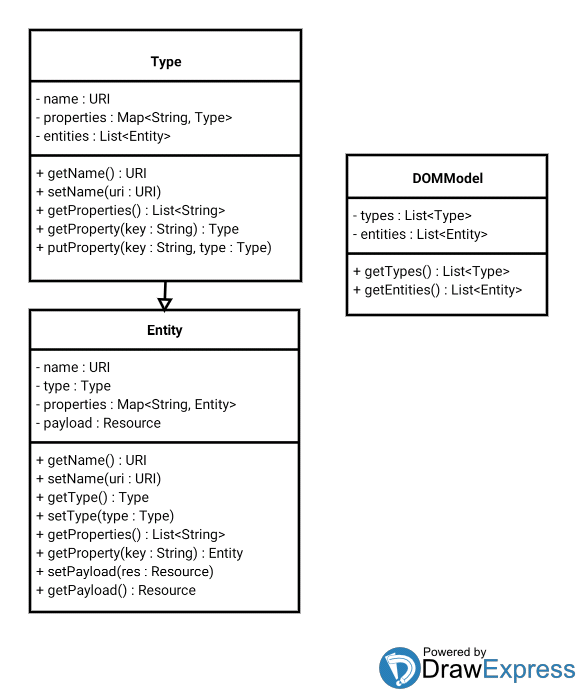 Type
- name : URI
- properties : Map<String, Type>
- entities : List<Entity>
+ getName() : URI
+ setName(uri : URI)
+ getProperties() : List<String>
+ getProperty(key : String) : Type
+ putProperty(key : String, type : Type)
Entity
- name : URI
- type : Type
- properties : Map<String, Entity>
- payload : Resource
+ getName() : URI
+ setName(uri : URI)
+ getType() : Type
+ setType(type : Type)
+ getProperties() : List<String>
+ getProperty(key : String) : Entity
+ setPayload(res : Resource)
+ getPayload() : Resource
DOMModel
- types : List<Type>
- entities : List<Entity>
+ getTypes() : List<Type>
+ getEntities() : List<Entity>
Powered by
DrawExpress